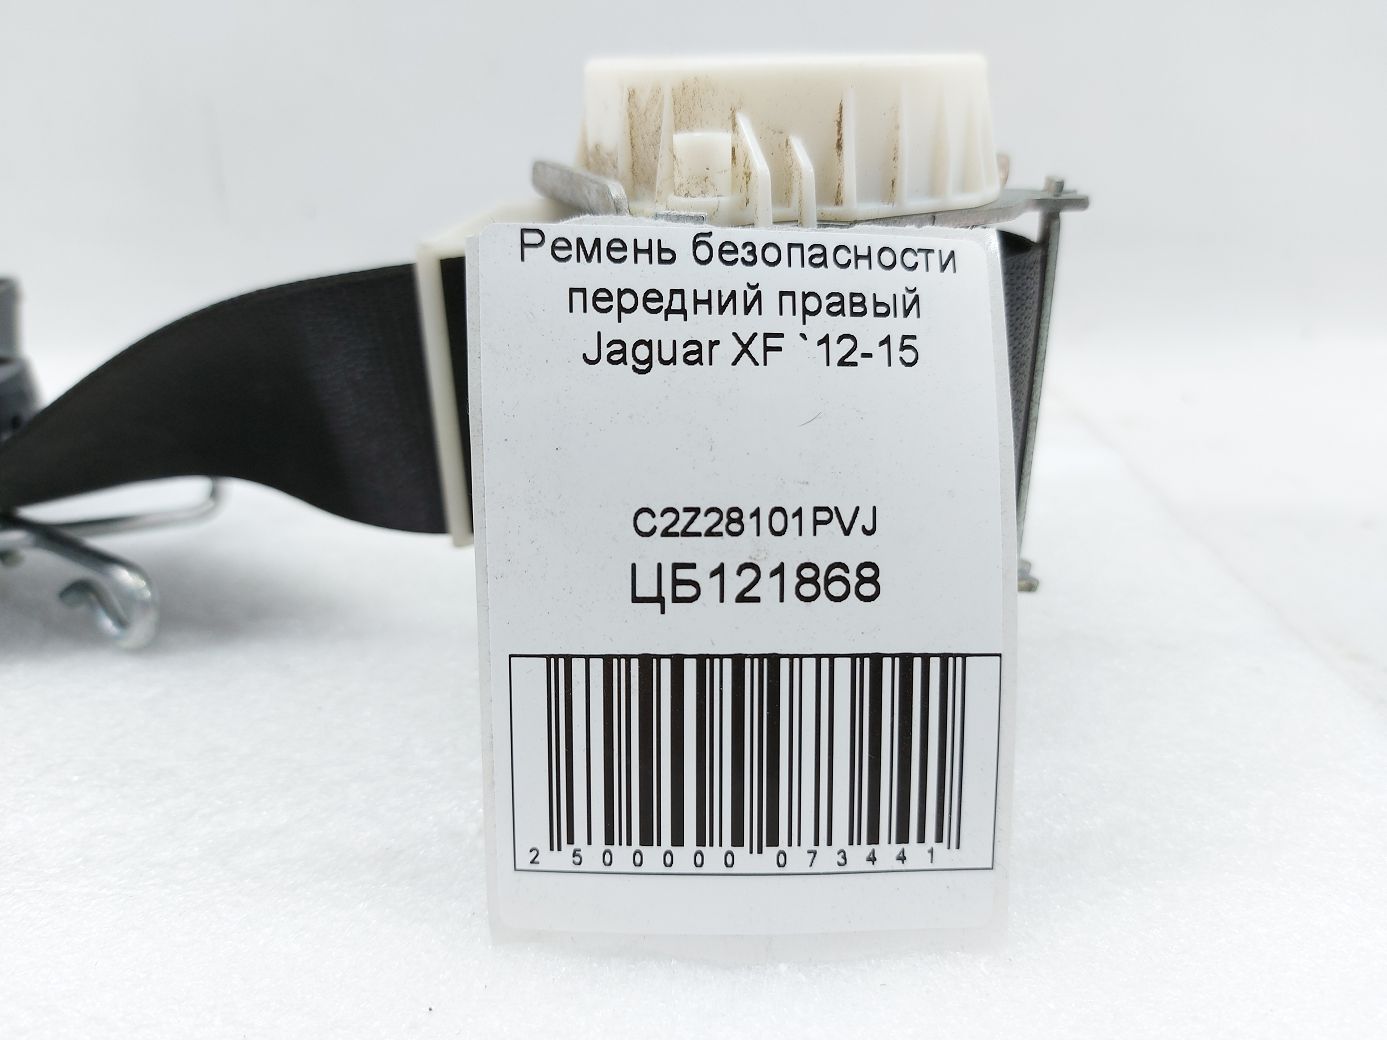 Ремень безопасности
передний правый
Jaguar XF `12-15
C2Z28101PVJ
ЦБ121868
2 500000 073441